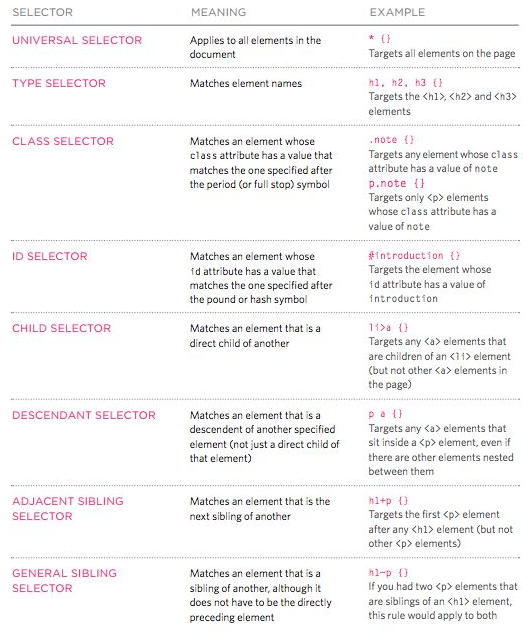 SELECTOR
MEANING
EXAMPLE
UNIVERSAL SELECTOR
Applies to all elements in the
document
* {}
Targets all elements on the page
TYPE SELECTOR
Matches element names
h1, h2, h3 {}
Targets the <h1>, <h2> and <h3>
elements
CLASS SELECTOR
Matches an element whose
class attribute has a value that
matches the one specified after
the period (or full stop) symbol
.note {}
Targets any element whose class
attribute has a value of note
p.note {}
Targets only <p> elements
whose class attribute has a
value of note
ID SELECTOR
Matches an element whose
id attribute has a value that
matches the one specified after
the pound or hash symbol
#introduction {}
Targets the element whose
id attribute has a value of
introduction
CHILD SELECTOR
Matches an element that is a
direct child of another
li>a {}
Targets any <a> elements that
are children of an <li> element
(but not other <a> elements in
the page)
DESCENDANT SELECTOR
Matches an element that is a
descendent of another specified
element (not just a direct child of
that element)
p a {}
Targets any <a> elements that
sit inside a <p> element, even if
there are other elements nested
between them
ADJACENT SIBLING
SELECTOR
Matches an element that is the
next sibling of another
h1+p {}
Targets the first <p> element
after any <h1> element (but not
other <p> elements)
GENERAL SIBLING
SELECTOR
Matches an element that is a
sibling of another, although it
does not have to be the directly
preceding element
h1~p {}
If you had two <p> elements that
are siblings of an <h1> element,
this rule would apply to both